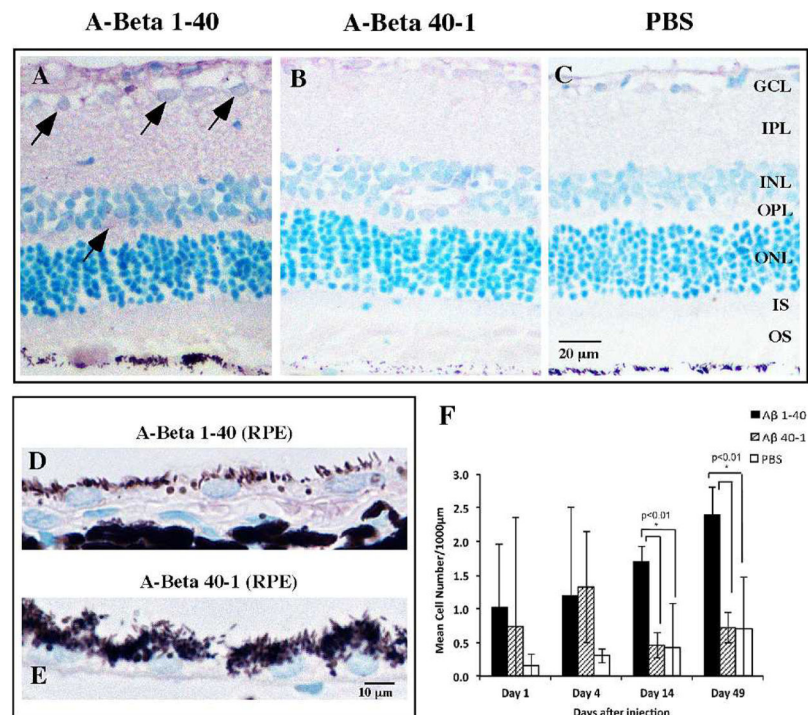 A-Beta 1-40 A-Beta 40-1 PBS
A B C
GCL
IPL
INL
OPL
ONL
IS
OS
20 µm
A-Beta 1-40 (RPE)
D
A-Beta 40-1 (RPE)
E
10 µm
F
Aβ 1-40
Aβ 40-1
PBS
p<0.01
*
p<0.01
*
Mean Cell Number/1000µm
3.0
2.5
2.0
1.5
1.0
0.5
0.0
Day 1 Day 4 Day 14 Day 49
Days after injection